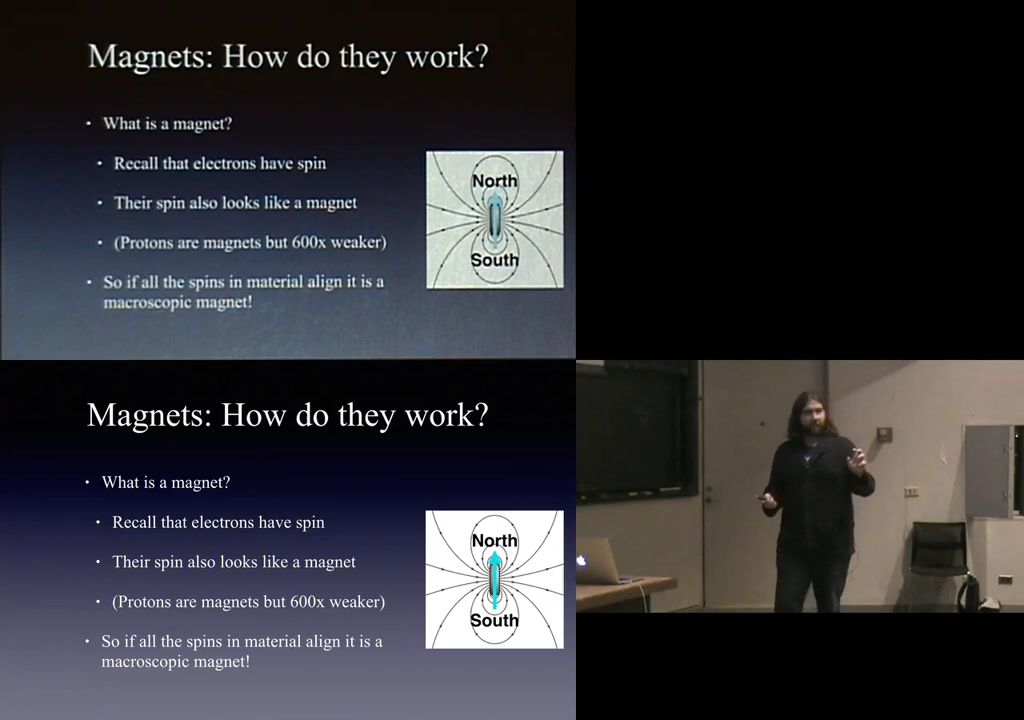 Magnets: How do they work?
• What is a magnet?
• Recall that electrons have spin
• Their spin also looks like a magnet
• (Protons are magnets but 600x weaker)
• So if all the spins in material align it is a
macroscopic magnet!
North
South
Magnets: How do they work?
• What is a magnet?
• Recall that electrons have spin
• Their spin also looks like a magnet
• (Protons are magnets but 600x weaker)
• So if all the spins in material align it is a
macroscopic magnet!
North
South